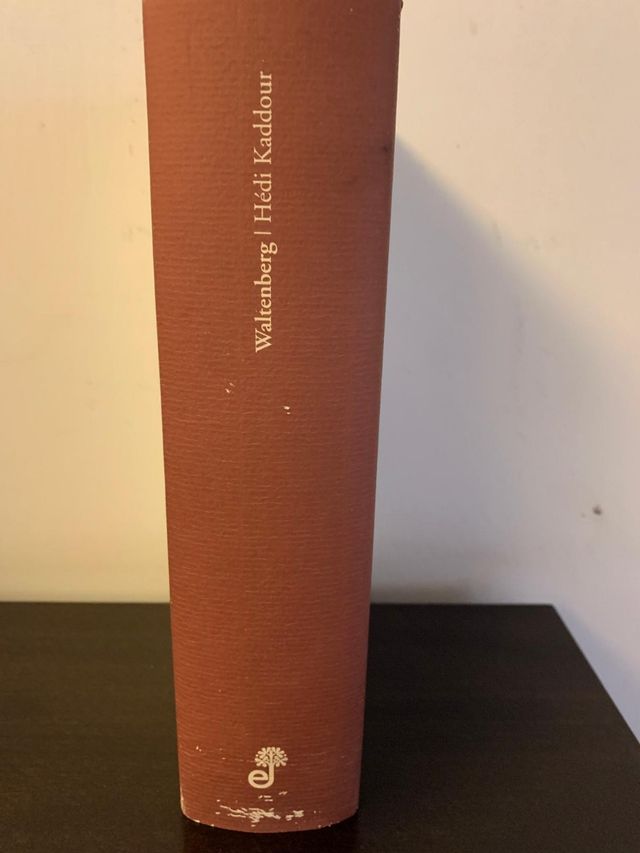 Waltenberg | Hédi Kaddour
e